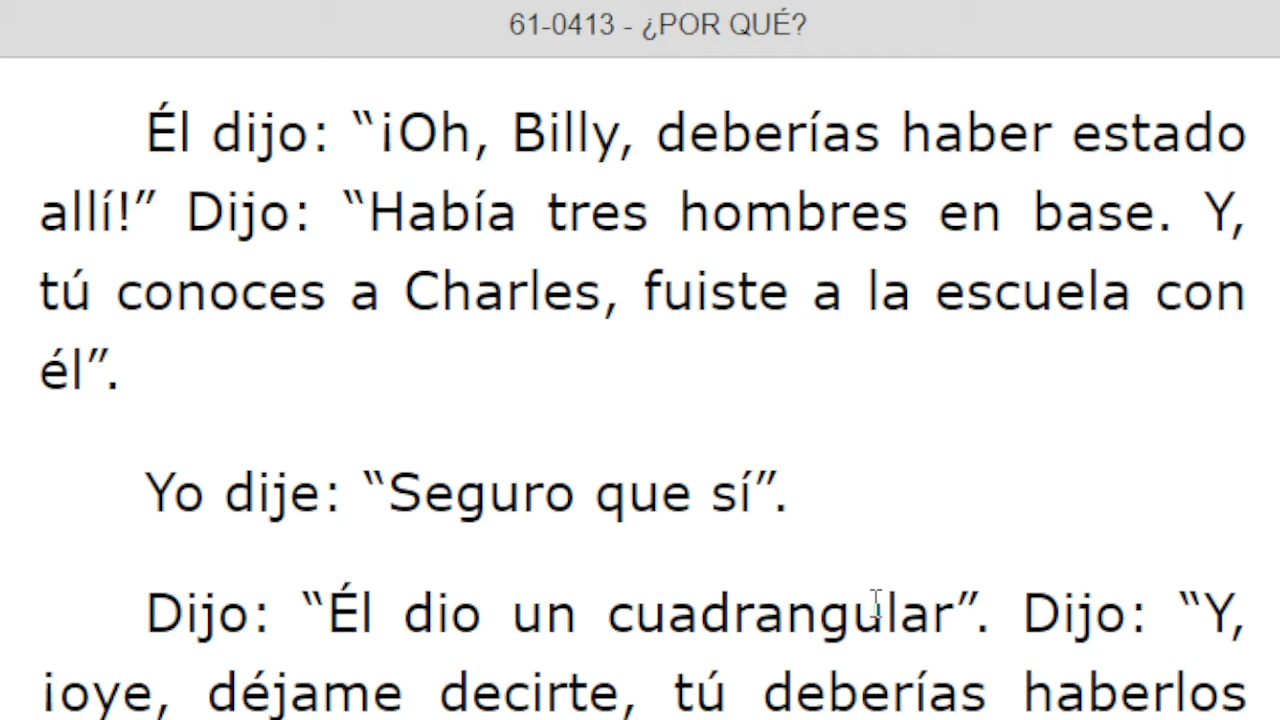 61-0413 - ¿POR QUÉ?
Él dijo: “¡Oh, Billy, deberías haber estado
allí!” Dijo: “Había tres hombres en base. Y,
tú conoces a Charles, fuiste a la escuela con
él”.
Yo dije: “Seguro que sí”.
Dijo: “Él dio un cuadrangular”. Dijo: “Y,
¡oye, déjame decirte, tú deberías haberlos